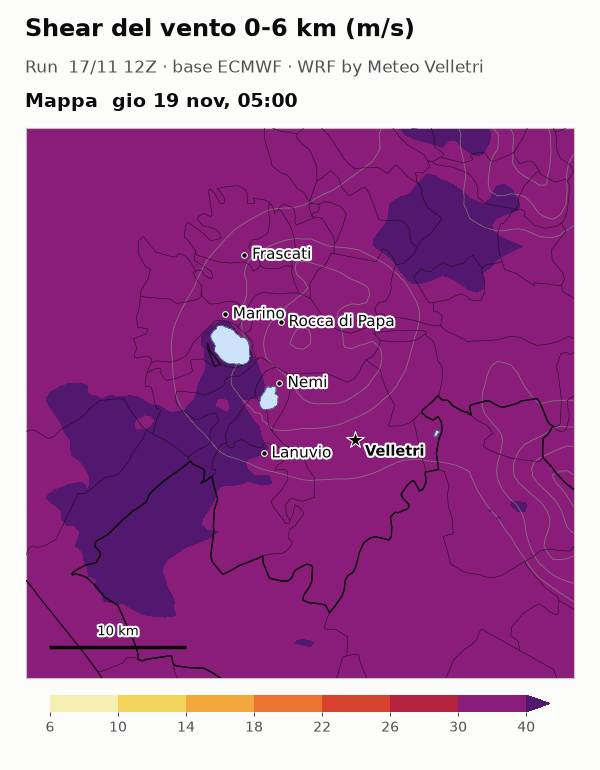 Shear del vento 0-6 km (m/s)
Run  17/11 12Z · base ECMWF · WRF by Meteo Velletri
Mappa  gio 19 nov, 05:00
Frascati
Marino
Rocca di Papa
Nemi
Lanuvio
Velletri
10 km
6 10 14 18 22 26 30 40